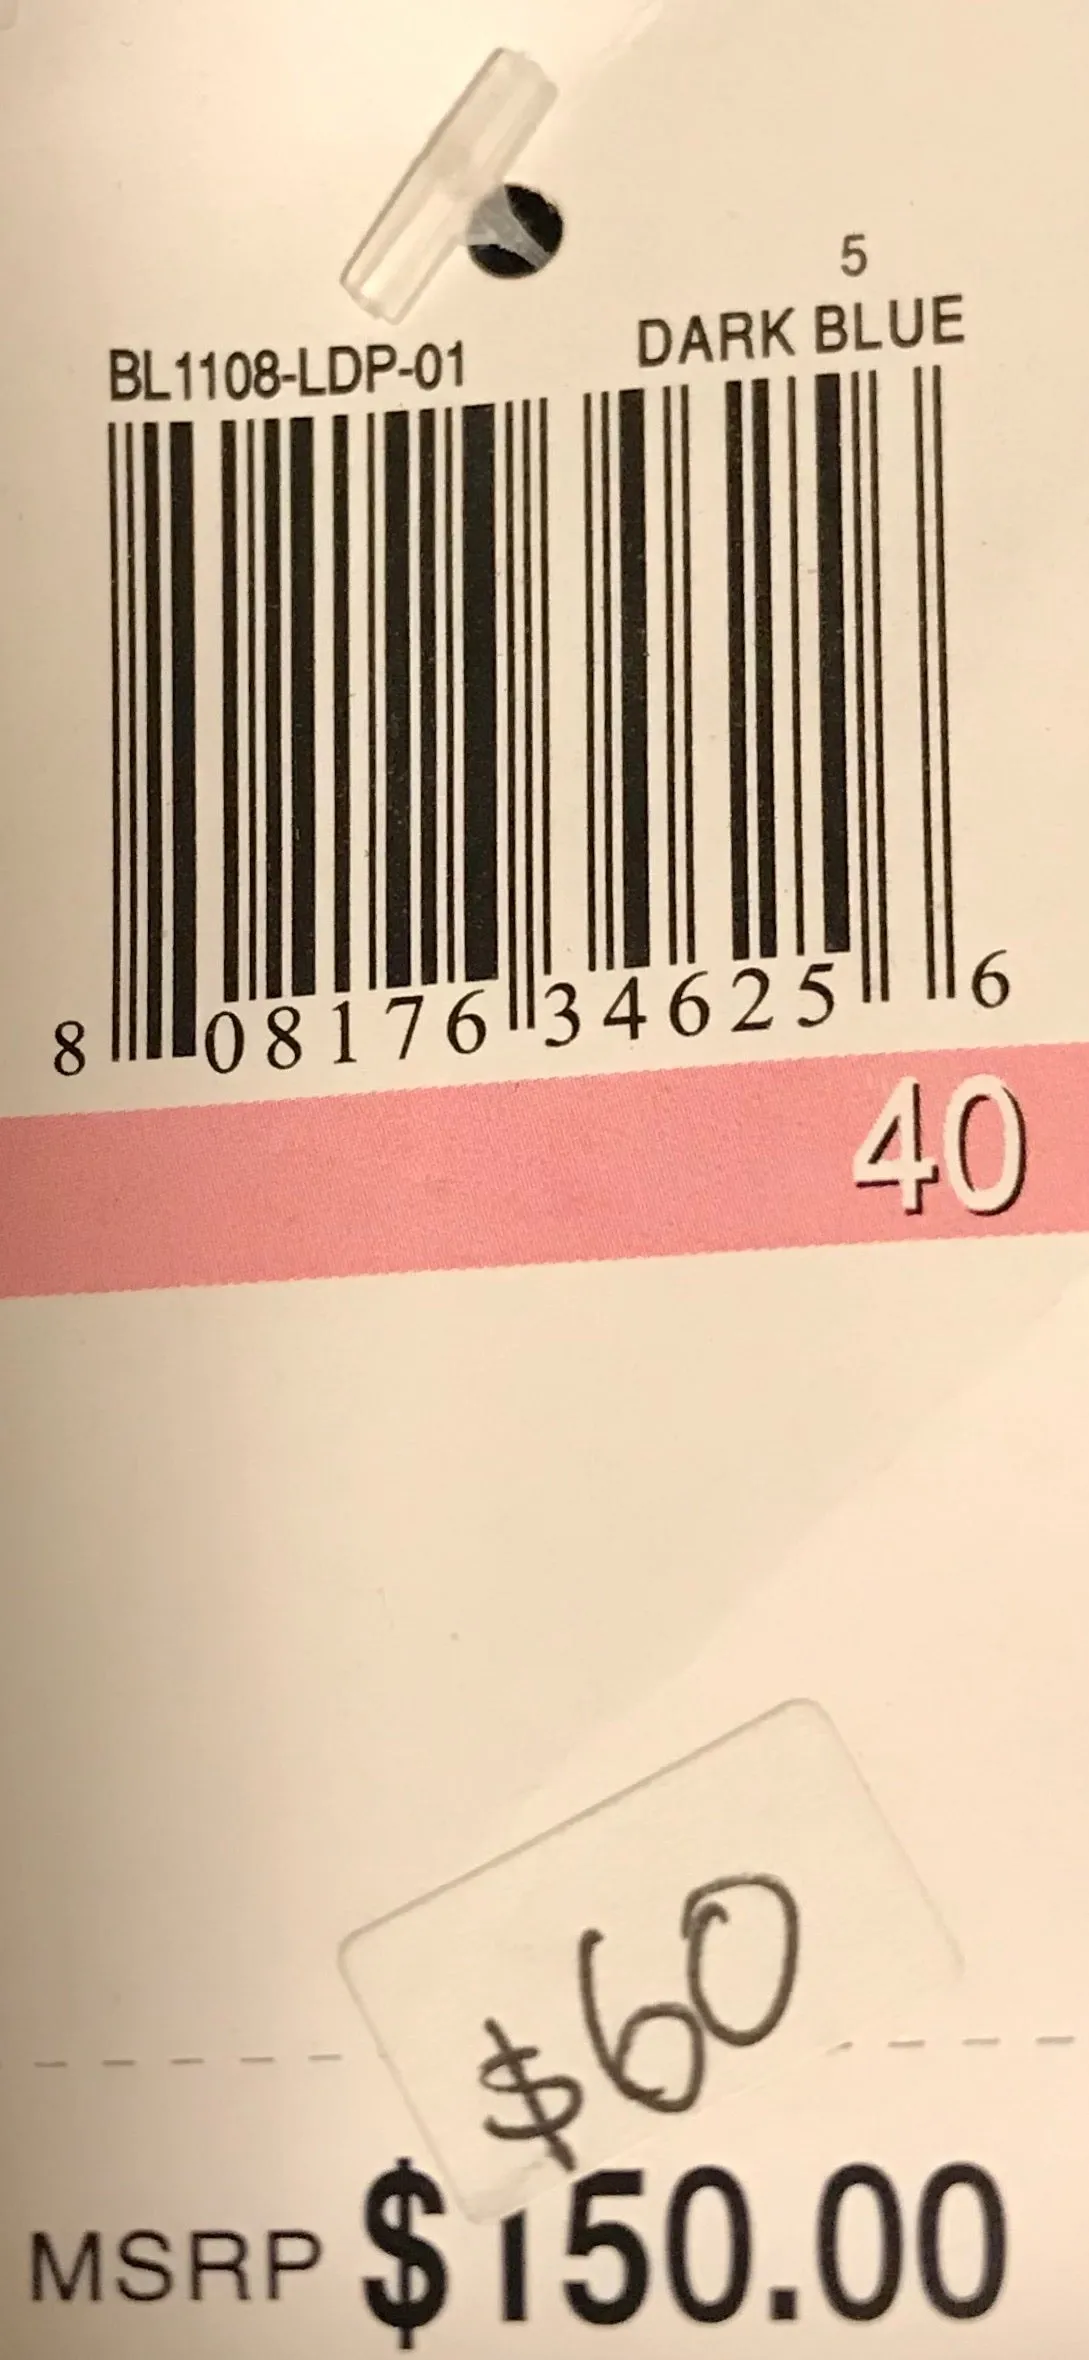 5
BL1108-LDP-01 DARK BLUE
8 08176 34625 6
40
$60
MSRP $150.00